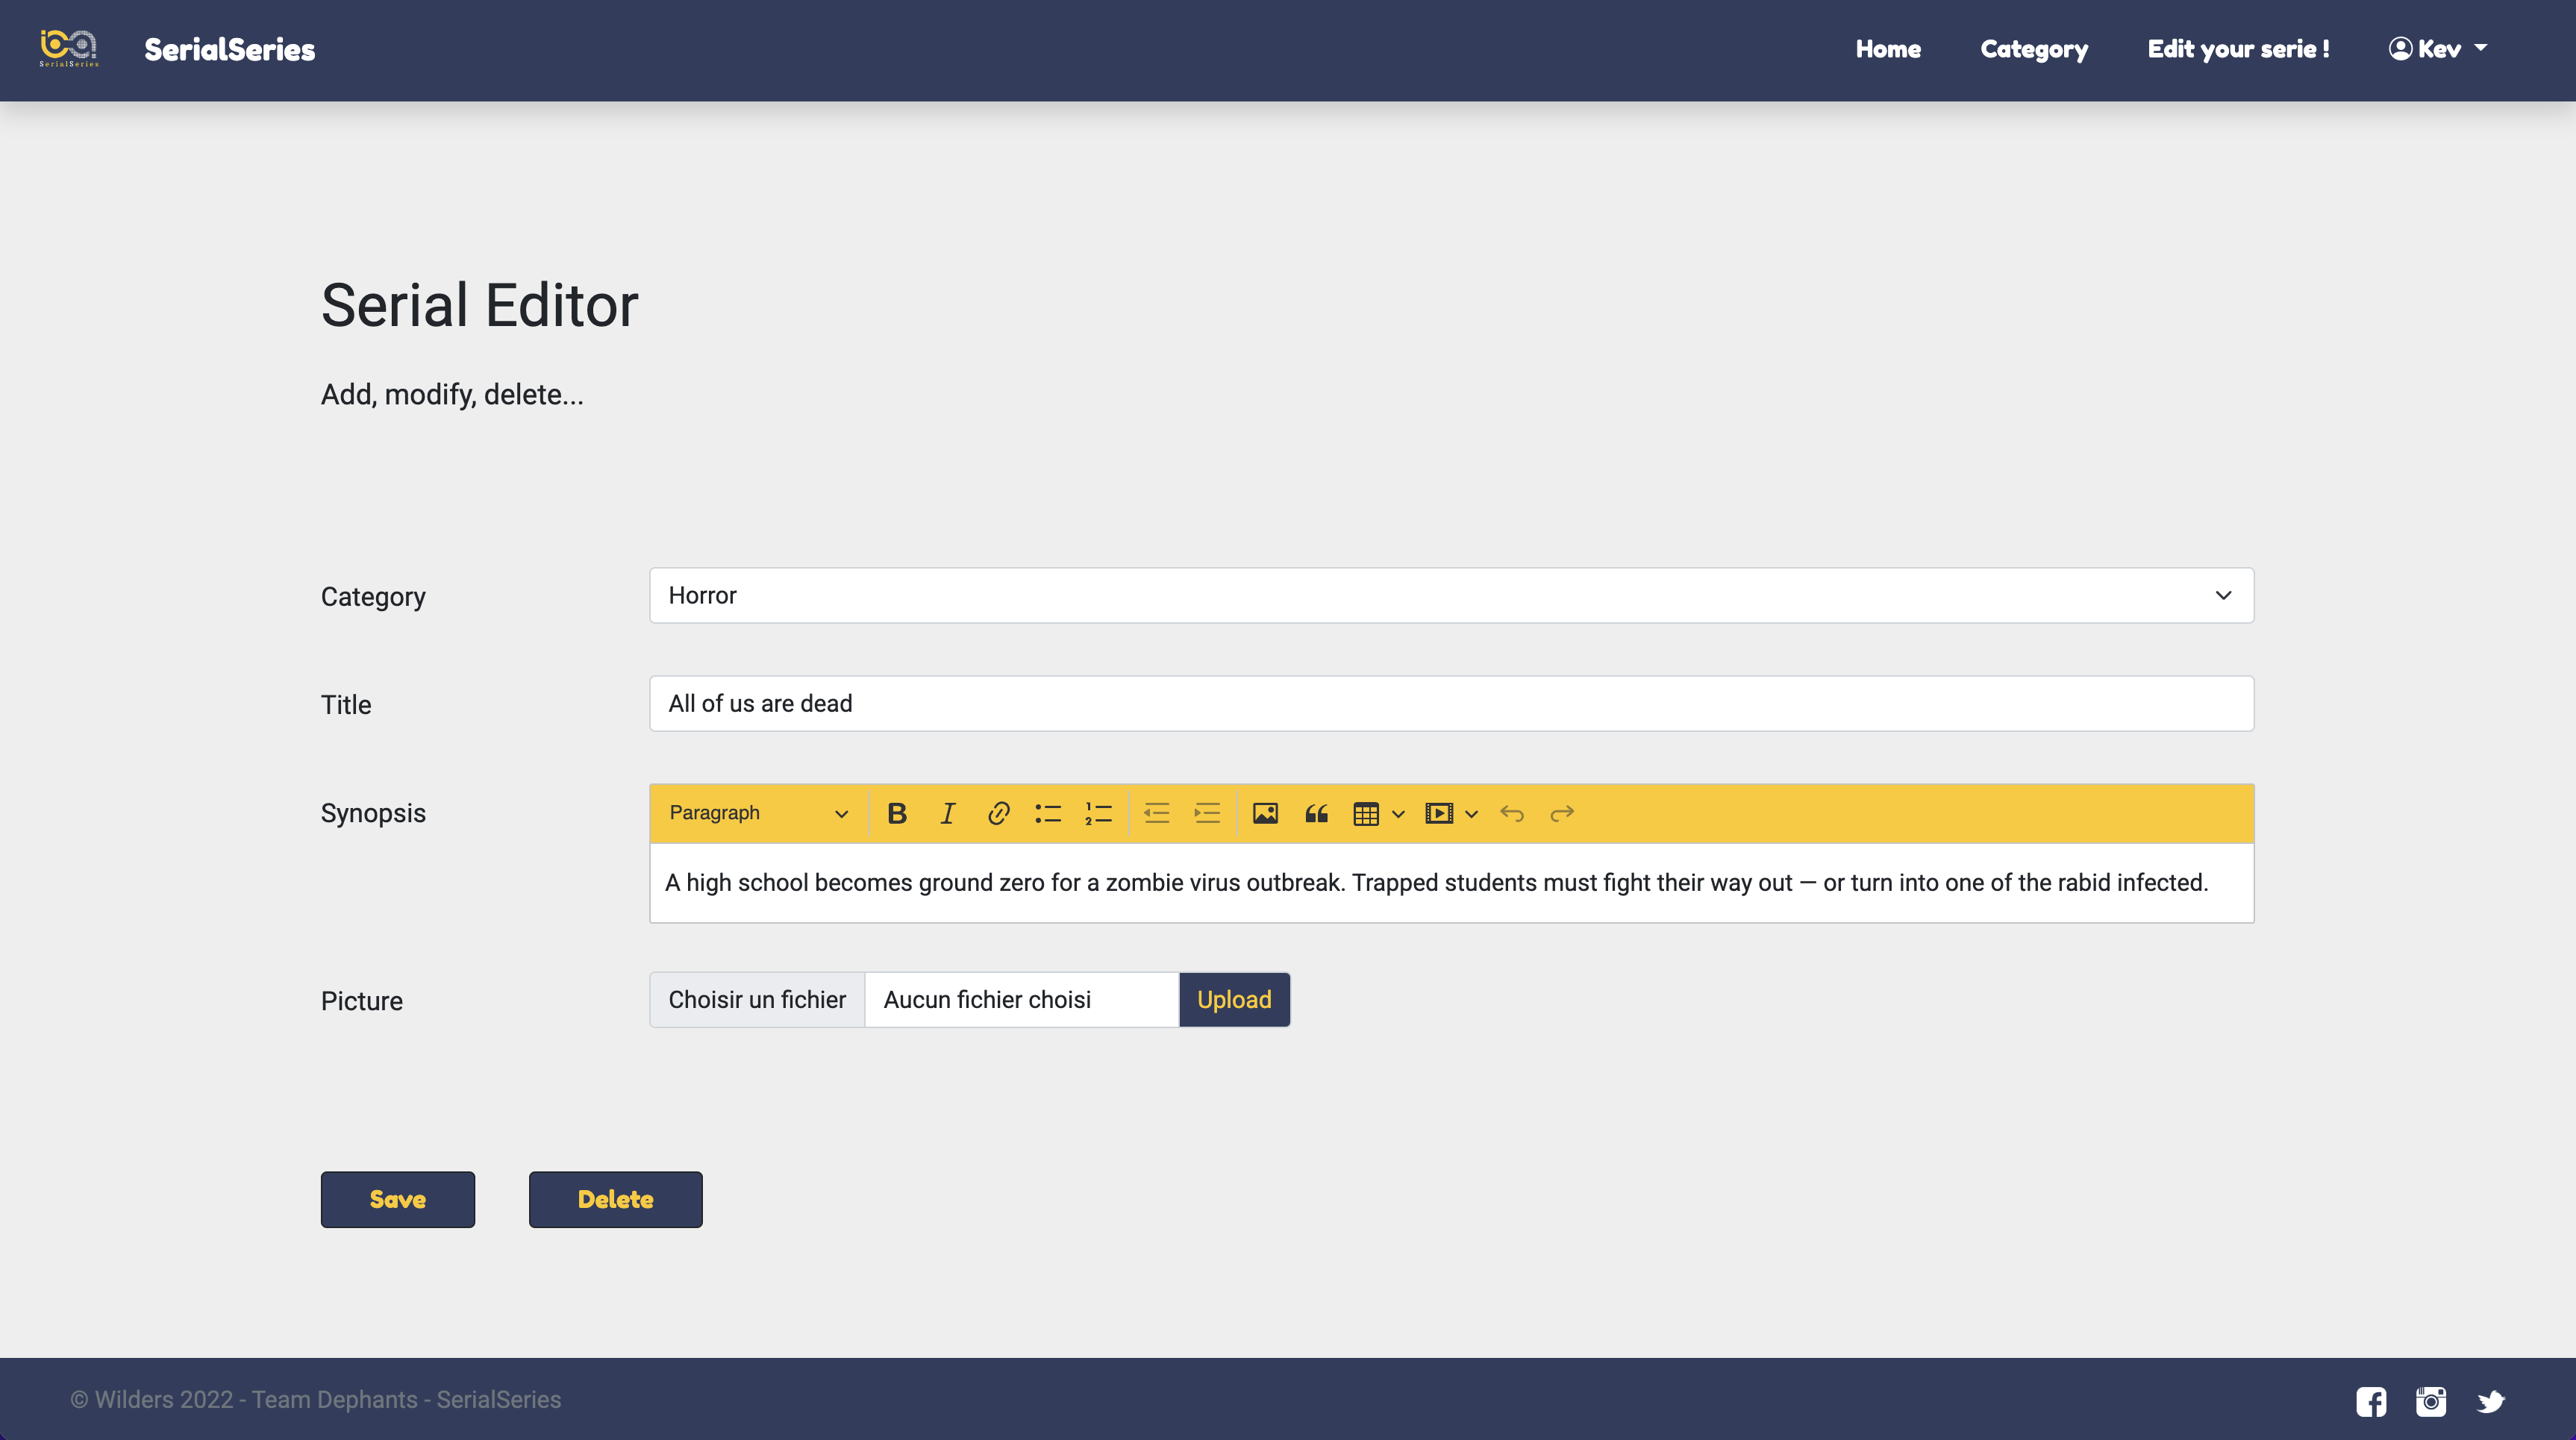 SerialSeries
SerialSeries
Home
Category
Edit your serie !
Kev
Serial Editor
Add, modify, delete...
Category
Horror
Title
All of us are dead
Synopsis
Paragraph
A high school becomes ground zero for a zombie virus outbreak. Trapped students must fight their way out — or turn into one of the rabid infected.
Picture
Choisir un fichier
Aucun fichier choisi
Upload
Save
Delete
© Wilders 2022 - Team Dephants - SerialSeries